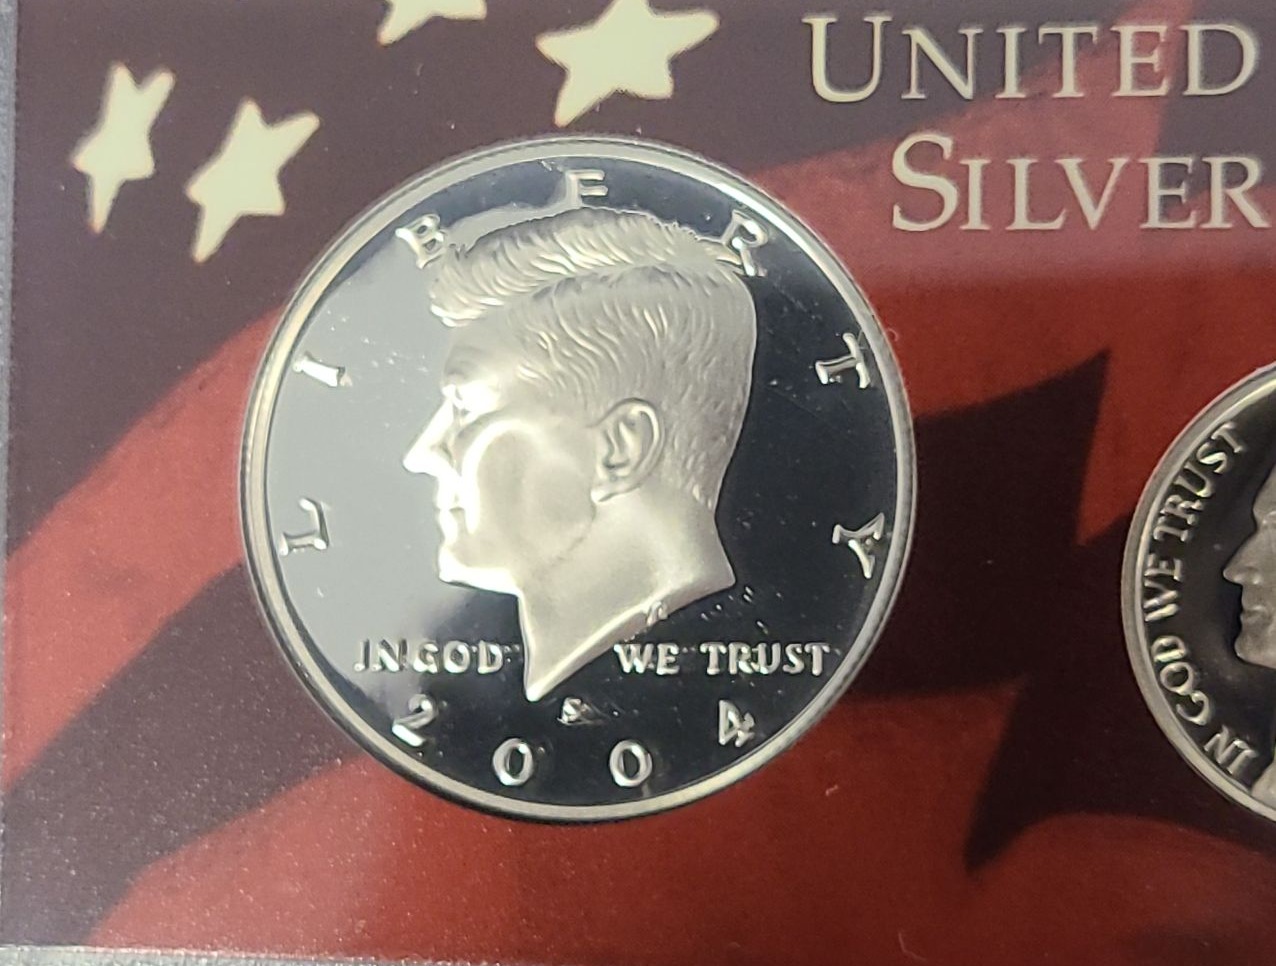 UNITED
SILVER
LIBERTY
IN GOD WE TRUST
S
2004
IN GOD WE TRUST